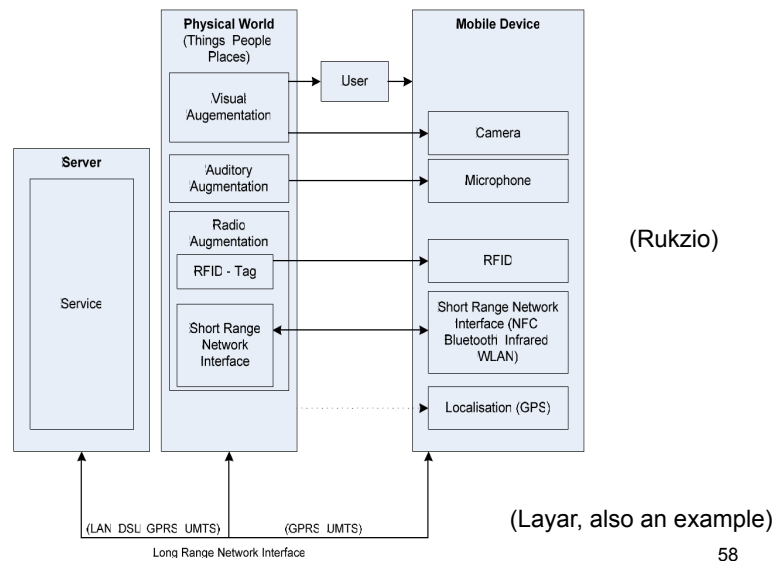 Physical World
(Things People
Places)
Visual
Augementation
Auditory
Augmentation
Radio
Augmentation
RFID - Tag
Short Range
Network
Interface
User
Mobile Device
Camera
Microphone
RFID
Short Range Network
Interface (NFC
Bluetooth Infrared
WLAN)
Localisation (GPS)
Server
Service
(LAN DSL GPRS UMTS)
(GPRS UMTS)
Long Range Network Interface
(Rukzio)
(Layar, also an example)
58